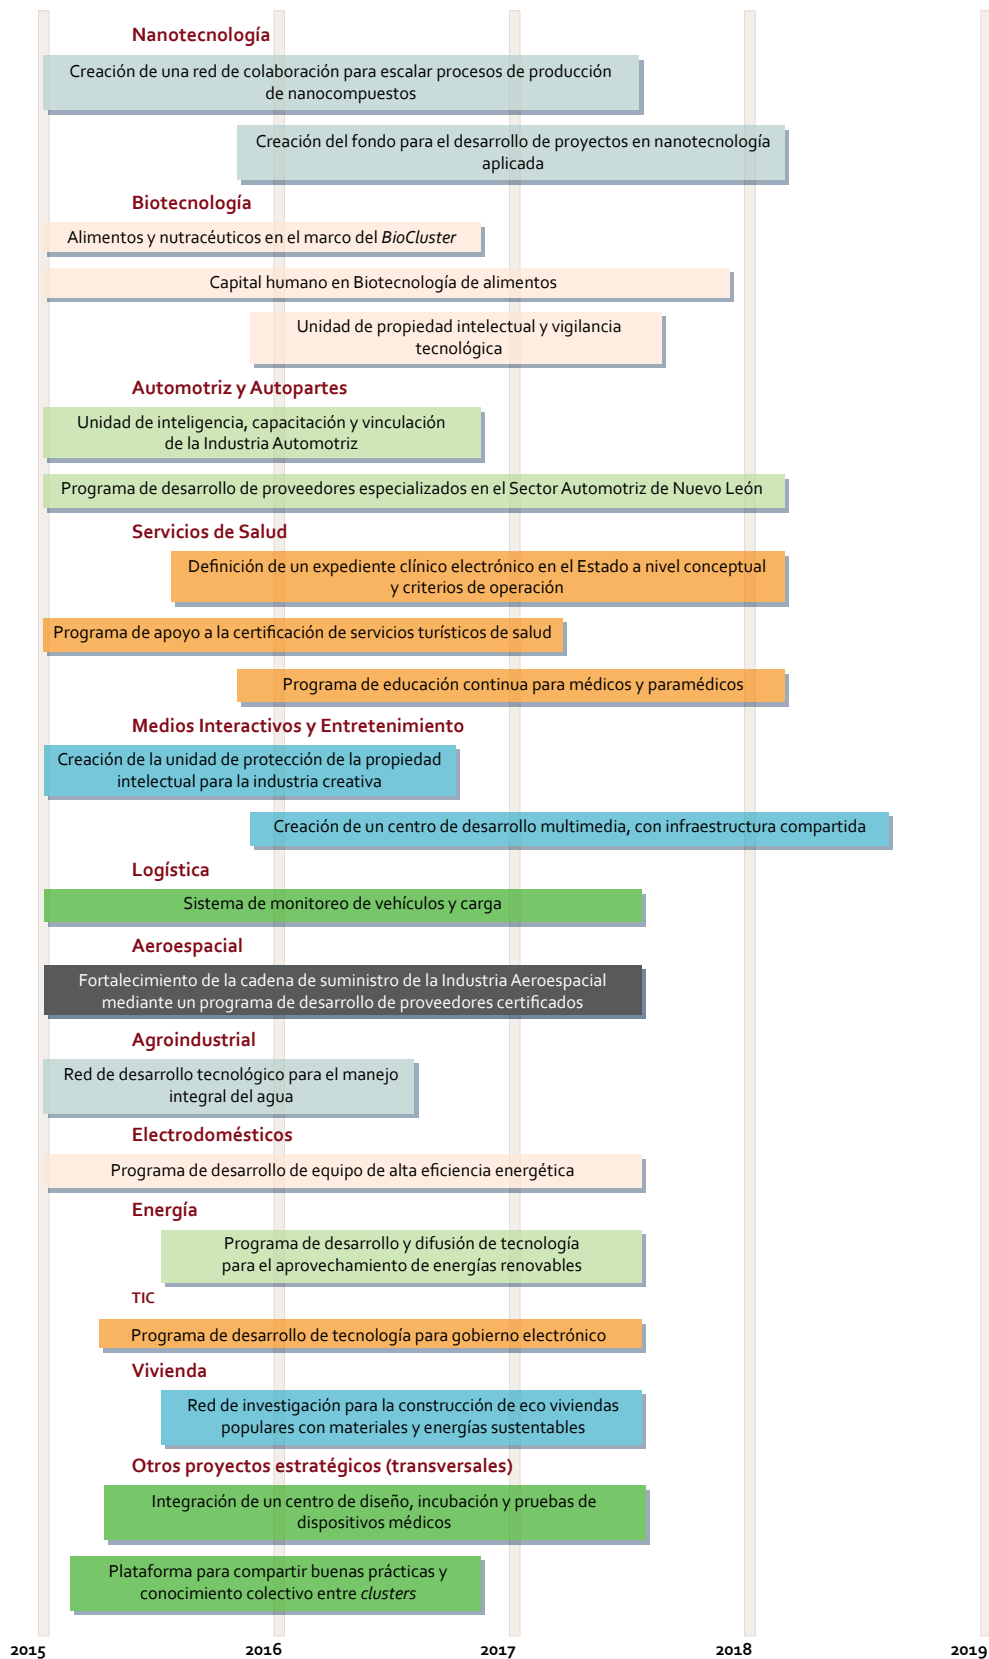 Nanotecnología
Creación de una red de colaboración para escalar procesos de producción
de nanocompuestos
Creación del fondo para el desarrollo de proyectos en nanotecnología
aplicada
Biotecnología
Alimentos y nutracéuticos en el marco del BioCluster
Capital humano en Biotecnología de alimentos
Unidad de propiedad intelectual y vigilancia
tecnológica
Automotriz y Autopartes
Unidad de inteligencia, capacitación y vinculación
de la Industria Automotriz
Programa de desarrollo de proveedores especializados en el Sector Automotriz de Nuevo León
Servicios de Salud
Definición de un expediente clínico electrónico en el Estado a nivel conceptual
y criterios de operación
Programa de apoyo a la certificación de servicios turísticos de salud
Programa de educación continua para médicos y paramédicos
Medios Interactivos y Entretenimiento
Creación de la unidad de protección de la propiedad
intelectual para la industria creativa
Creación de un centro de desarrollo multimedia, con infraestructura compartida
Logística
Sistema de monitoreo de vehículos y carga
Aeroespacial
Fortalecimiento de la cadena de suministro de la Industria Aeroespacial
mediante un programa de desarrollo de proveedores certificados
Agroindustrial
Red de desarrollo tecnológico para el manejo
integral del agua
Electrodomésticos
Programa de desarrollo de equipo de alta eficiencia energética
Energía
Programa de desarrollo y difusión de tecnología
para el aprovechamiento de energías renovables
TIC
Programa de desarrollo de tecnología para gobierno electrónico
Vivienda
Red de investigación para la construcción de eco viviendas
populares con materiales y energías sustentables
Otros proyectos estratégicos (transversales)
Integración de un centro de diseño, incubación y pruebas de
dispositivos médicos
Plataforma para compartir buenas prácticas y
conocimiento colectivo entre clusters
2015 2016 2017 2018 2019